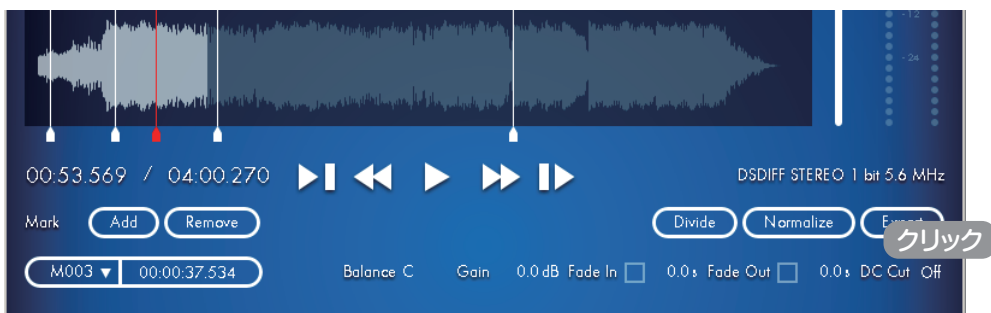 -12
-24
00:53.569 / 04:00.270
DSDIFF STEREO 1 bit 5.6 MHz
Mark Add Remove Divide Normalize
クリック
M003 ▼ 00:00:37.534 Balance C Gain 0.0 dB Fade In 0.0 s Fade Out 0.0 s DC Cut Off